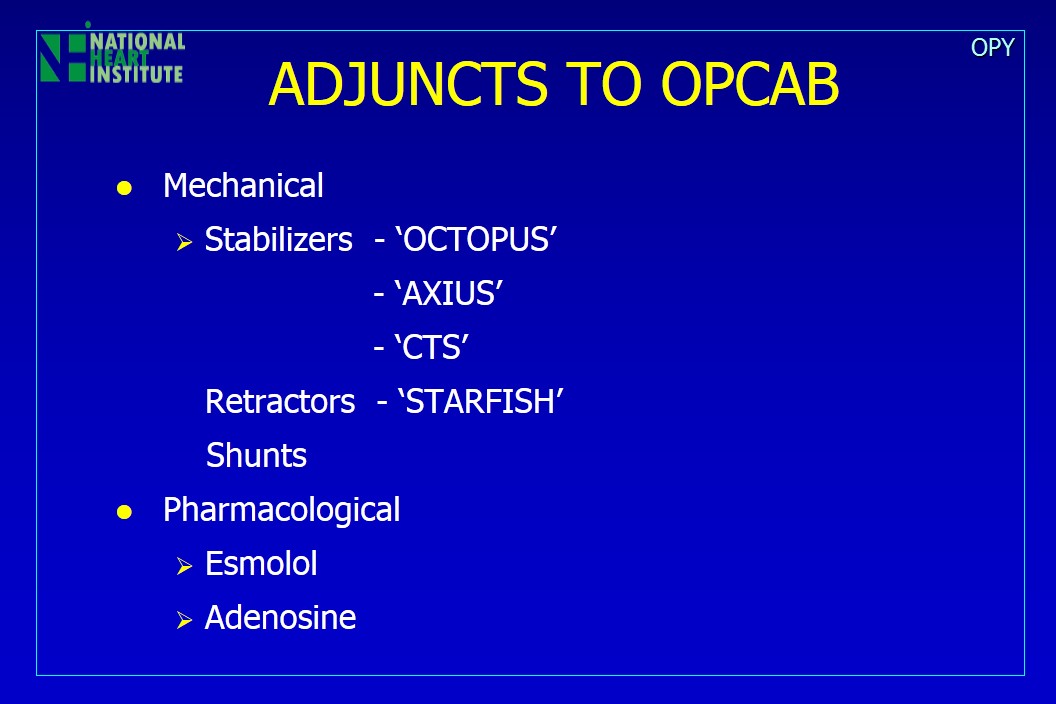 NATIONAL
HEART
INSTITUTE
OPY
ADJUNCTS TO OPCAB
● Mechanical
➢ Stabilizers - ‘OCTOPUS’
- ‘AXIUS’
- ‘CTS’
Retractors - ‘STARFISH’
Shunts
● Pharmacological
➢ Esmolol
➢ Adenosine